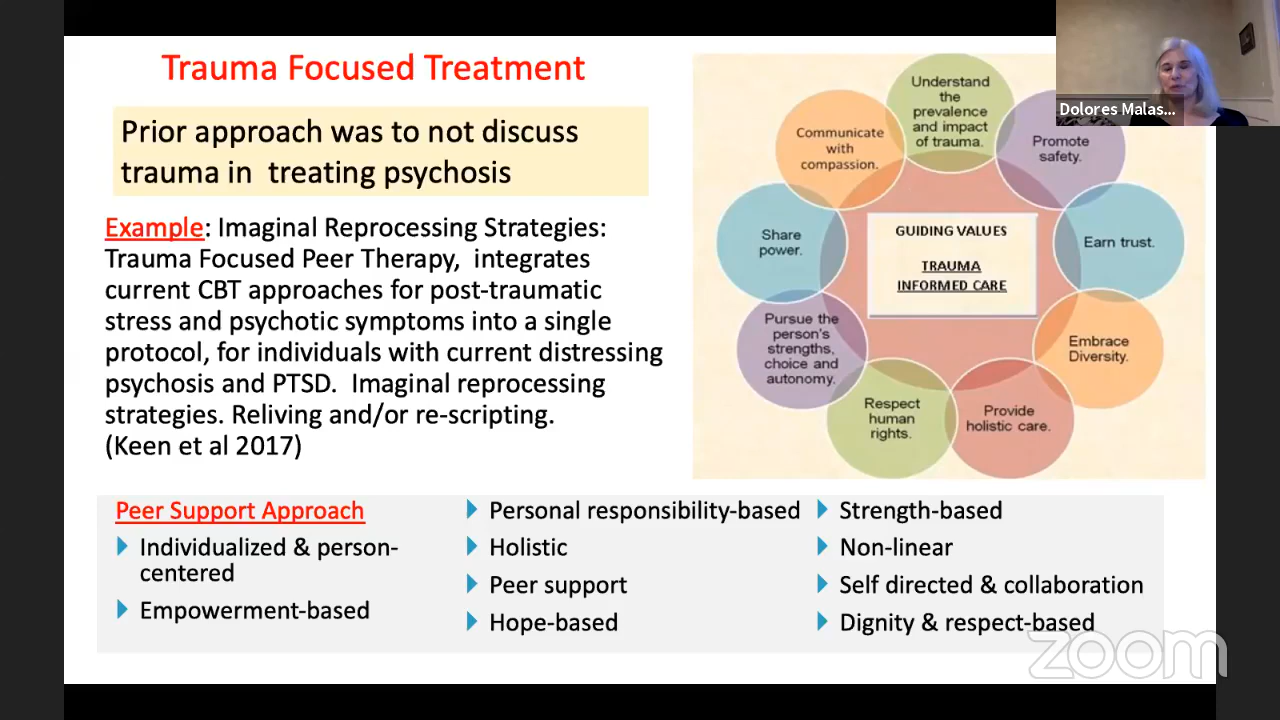 Trauma Focused Treatment
Prior approach was to not discuss
trauma in  treating psychosis
Example: Imaginal Reprocessing Strategies:
Trauma Focused Peer Therapy,  integrates
current CBT approaches for post-traumatic
stress and psychotic symptoms into a single
protocol, for individuals with current distressing
psychosis and PTSD.  Imaginal reprocessing
strategies. Reliving and/or re-scripting.
(Keen et al 2017)
Understand
the
prevalence
and impact
of trauma.
Promote
safety.
Earn trust.
Embrace
Diversity.
Provide
holistic care.
Respect
human
rights.
Pursue the
person's
strengths,
choice and
autonomy.
Share
power.
Communicate
with
compassion.
GUIDING VALUES
TRAUMA
INFORMED CARE
Dolores Malas...
Peer Support Approach
Individualized & person-
centered
Empowerment-based
Personal responsibility-based
Holistic
Peer support
Hope-based
Strength-based
Non-linear
Self directed & collaboration
Dignity & respect-based
zoom